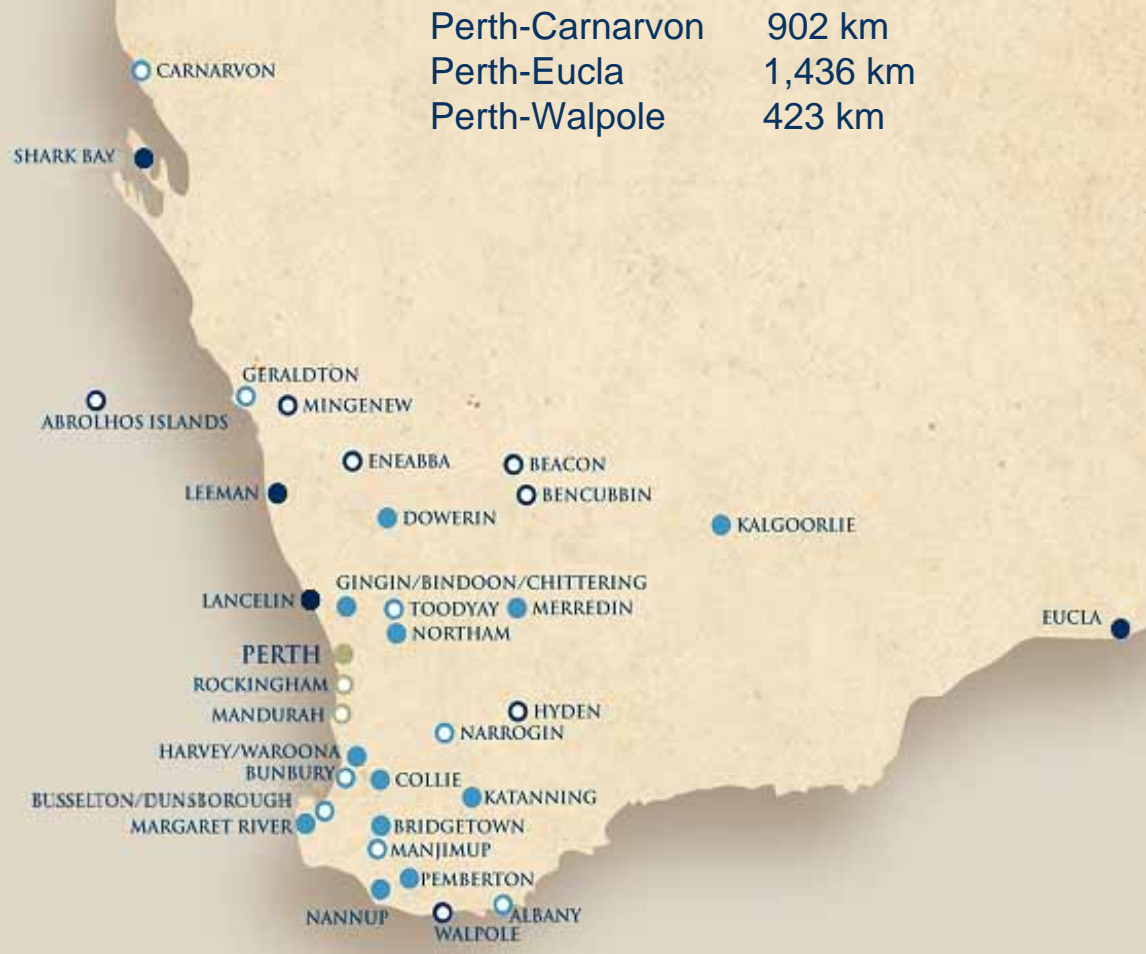 Perth-Carnarvon 902 km
Perth-Eucla 1,436 km
Perth-Walpole 423 km
CARNARVON
SHARK BAY
GERALDTON
MINGENEW
ABROLHOS ISLANDS
ENEABBA
BEACON
LEEMAN
BENCUBBIN
DOWERIN
KALGOORLIE
GINGIN/BINDOON/CHITTERING
LANCELIN
TOODYAY
MERREDIN
EUCLA
NORTHAM
PERTH
ROCKINGHAM
MANDURAH
HYDEN
NARROGIN
HARVEY/WAROONA
BUNBURY
COLLIE
KATANNING
BUSSELTON/DUNSBOROUGH
MARGARET RIVER
BRIDGETOWN
MANJIMUP
PEMBERTON
NANNUP
ALBANY
WALPOLE